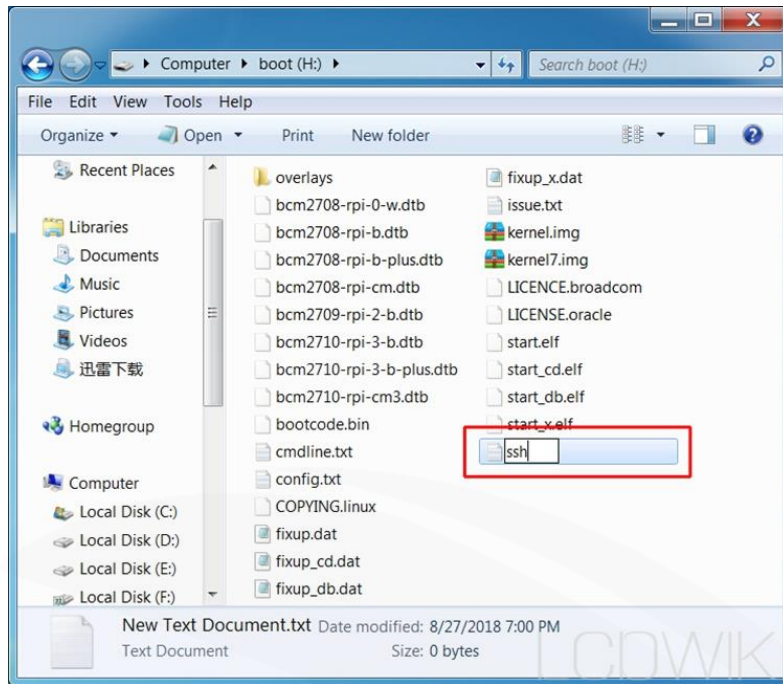 Computer ▸ boot (H:) ▸
Search boot (H:)
File Edit View Tools Help
Organize Open Print New folder
Recent Places
Libraries
Documents
Music
Pictures
Videos
迅雷下载
Homegroup
Computer
Local Disk (C:)
Local Disk (D:)
Local Disk (E:)
Local Disk (F:)
overlays
bcm2708-rpi-0-w.dtb
bcm2708-rpi-b.dtb
bcm2708-rpi-b-plus.dtb
bcm2708-rpi-cm.dtb
bcm2709-rpi-2-b.dtb
bcm2710-rpi-3-b.dtb
bcm2710-rpi-3-b-plus.dtb
bcm2710-rpi-cm3.dtb
bootcode.bin
cmdline.txt
config.txt
COPYING.linux
fixup.dat
fixup_cd.dat
fixup_db.dat
fixup_x.dat
issue.txt
kernel.img
kernel7.img
LICENCE.broadcom
LICENSE.oracle
start.elf
start_cd.elf
start_db.elf
start_x.elf
ssh
New Text Document.txt Date modified: 8/27/2018 7:00 PM
Text Document Size: 0 bytes
LCDWIK